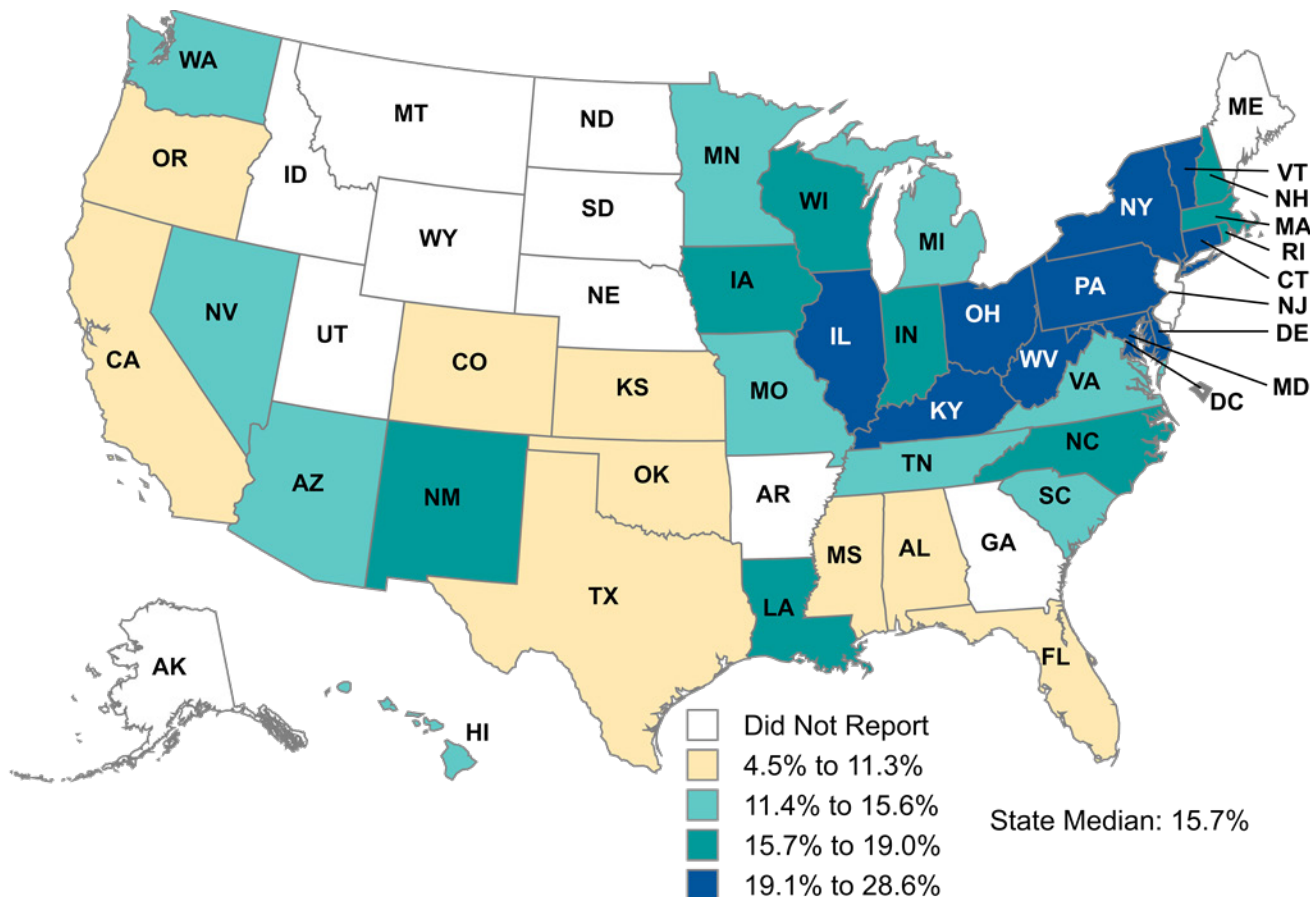 WA
MT
ND
ME
OR
MN
ID
VT
SD
WI
NY
NH
WY
MA
MI
RI
IA
PA
CT
NE
NJ
NV
OH
UT
IL
IN
DE
CA
CO
WV
KS
MO
VA
MD
KY
DC
NC
TN
AZ
OK
NM
AR
SC
MS
AL
GA
TX
LA
FL
AK
HI
Did Not Report
4.5% to 11.3%
11.4% to 15.6%
State Median: 15.7%
15.7% to 19.0%
19.1% to 28.6%